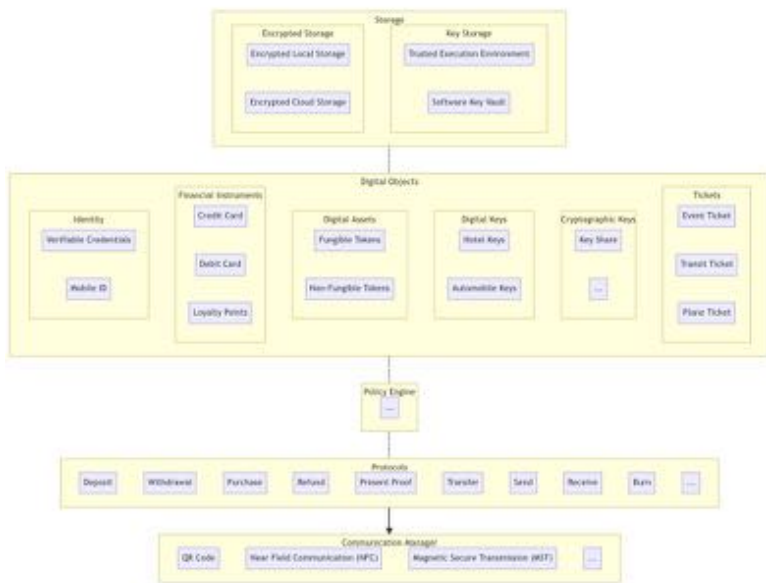 Storage
Encrypted Storage
Key Storage
Encrypted Local Storage
Trusted Execution Environment
Encrypted Cloud Storage
Software Key Vault
Digital Objects
Financial Instruments
Tickets
Identity
Digital Assets
Digital Keys
Cryptographic Keys
Credit Card
Event Ticket
Verifiable Credentials
Fungible Tokens
Hotel Keys
Key Share
Debit Card
Transit Ticket
Mobile ID
Non-Fungible Tokens
Automobile Keys
...
Loyalty Points
Plane Ticket
Policy Engine
...
Protocols
Deposit Withdrawal Purchase Refund Present Proof Transfer Send Receive Burn ...
Communication Manager
QR Code Near Field Communication (NFC) Magnetic Secure Transmission (MST) ...